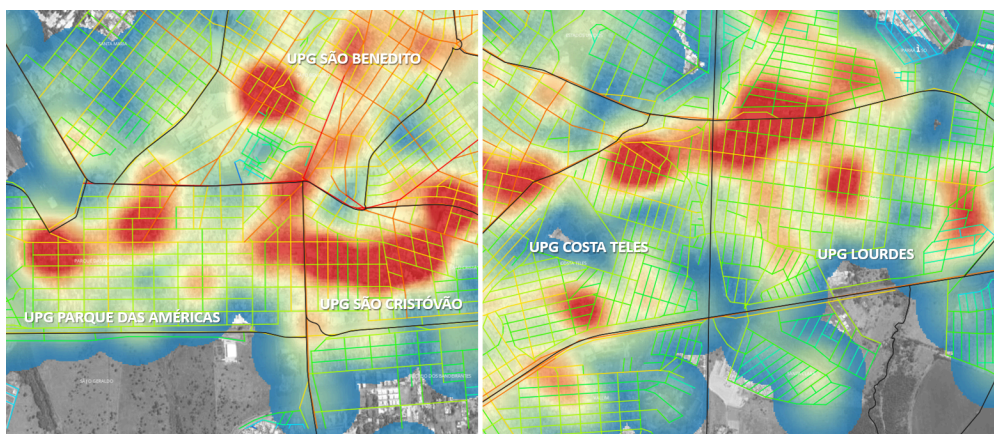 UPG SÃO BENEDITO
UPG PARQUE DAS AMÉRICAS
UPG SÃO CRISTÓVÃO
UPG COSTA TELES
UPG LOURDES